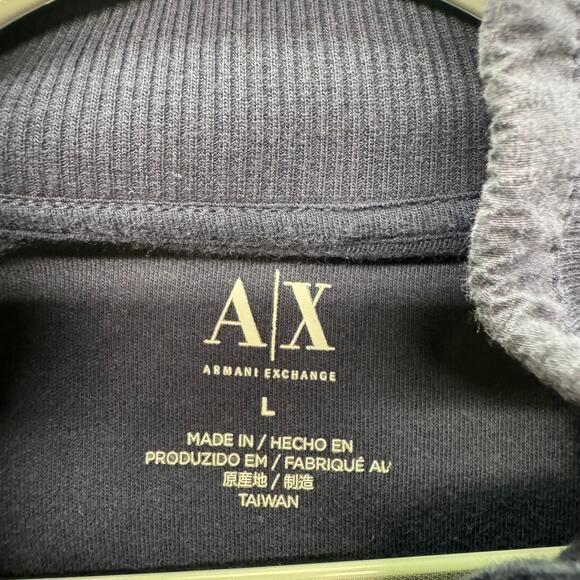 A|X
ARMANI EXCHANGE
L
MADE IN / HECHO EN
PRODUZIDO EM / FABRIQUÉ AU
原産地 / 制造
TAIWAN